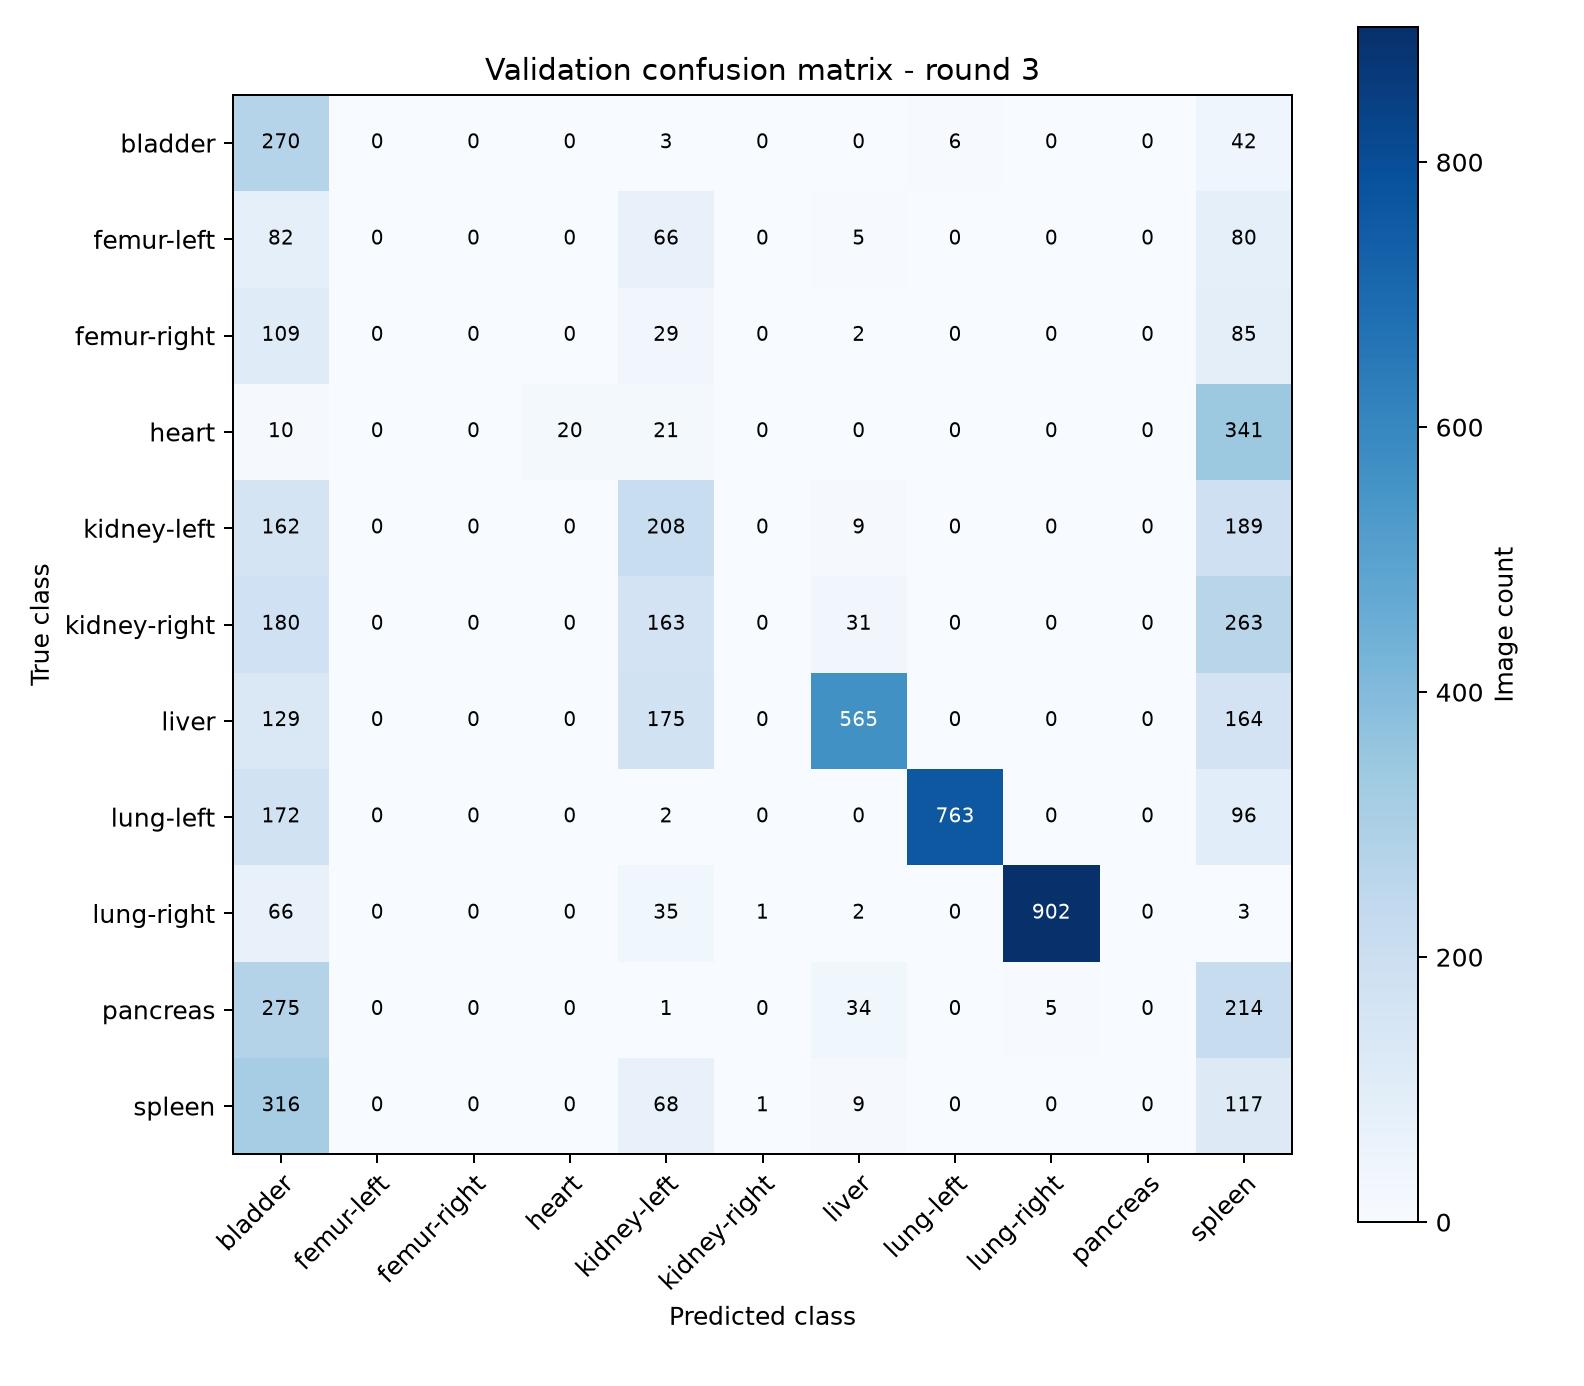 Validation confusion matrix - round 3
True class
bladder 270 0 0 0 3 0 0 6 0 0 42
femur-left 82 0 0 0 66 0 5 0 0 0 80
femur-right 109 0 0 0 29 0 2 0 0 0 85
heart 10 0 0 20 21 0 0 0 0 0 341
kidney-left 162 0 0 0 208 0 9 0 0 0 189
kidney-right 180 0 0 0 163 0 31 0 0 0 263
liver 129 0 0 0 175 0 565 0 0 0 164
lung-left 172 0 0 0 2 0 0 763 0 0 96
lung-right 66 0 0 0 35 1 2 0 902 0 3
pancreas 275 0 0 0 1 0 34 0 5 0 214
spleen 316 0 0 0 68 1 9 0 0 0 117
bladder femur-left femur-right heart kidney-left kidney-right liver lung-left lung-right pancreas spleen
Predicted class
800
600
400
200
0
Image count